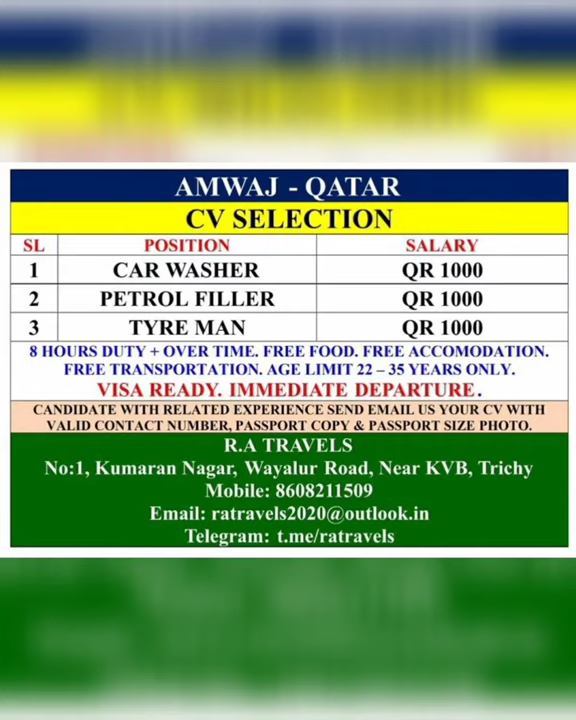 AMWAJ - QATAR
CV SELECTION
SL POSITION SALARY
1 CAR WASHER QR 1000
2 PETROL FILLER QR 1000
3 TYRE MAN QR 1000
8 HOURS DUTY + OVER TIME. FREE FOOD. FREE ACCOMODATION.
FREE TRANSPORTATION. AGE LIMIT 22 – 35 YEARS ONLY.
VISA READY. IMMEDIATE DEPARTURE.
CANDIDATE WITH RELATED EXPERIENCE SEND EMAIL US YOUR CV WITH
VALID CONTACT NUMBER, PASSPORT COPY & PASSPORT SIZE PHOTO.
R.A TRAVELS
No:1, Kumaran Nagar, Wayalur Road, Near KVB, Trichy
Mobile: 8608211509
Email: ratravels2020@outlook.in
Telegram: t.me/ratravels